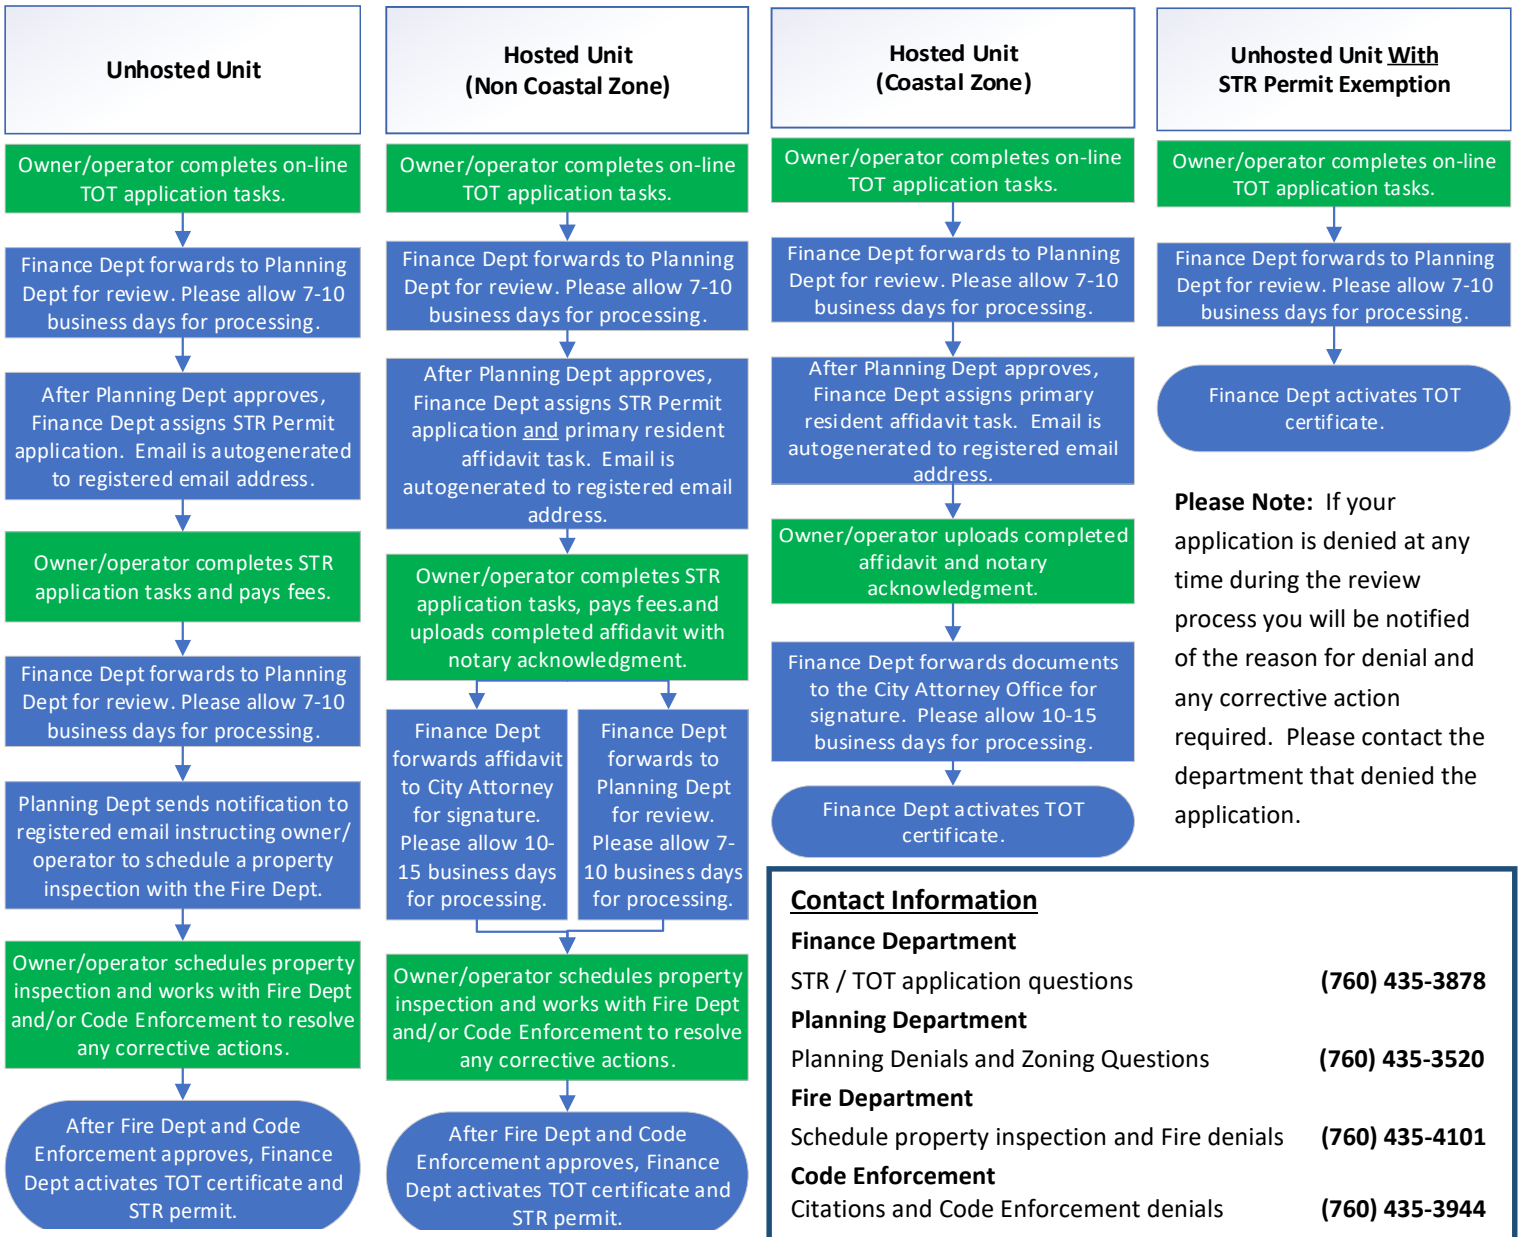 Unhosted Unit
Owner/operator completes on-line
TOT application tasks.
Finance Dept forwards to Planning
Dept for review. Please allow 7-10
business days for processing.
After Planning Dept approves,
Finance Dept assigns STR Permit
application. Email is autogenerated
to registered email address.
Owner/operator completes STR
application tasks and pays fees.
Finance Dept forwards to Planning
Dept for review. Please allow 7-10
business days for processing.
Planning Dept sends notification to
registered email instructing owner/
operator to schedule a property
inspection with the Fire Dept.
Owner/operator schedules property
inspection and works with Fire Dept
and/or Code Enforcement to resolve
any corrective actions.
After Fire Dept and Code
Enforcement approves, Finance
Dept activates TOT certificate and
STR permit.
Hosted Unit
(Non Coastal Zone)
Owner/operator completes on-line
TOT application tasks.
Finance Dept forwards to Planning
Dept for review. Please allow 7-10
business days for processing.
After Planning Dept approves,
Finance Dept assigns STR Permit
application and primary resident
affidavit task. Email is
autogenerated to registered email
address.
Owner/operator completes STR
application tasks, pays fees.and
uploads completed affidavit with
notary acknowledgment.
Finance Dept
forwards affidavit
to City Attorney
for signature.
Please allow 10-
15 business days
for processing.
Finance Dept
forwards to
Planning Dept
for review.
Please allow 7-
10 business days
for processing.
Owner/operator schedules property
inspection and works with Fire Dept
and/or Code Enforcement to resolve
any corrective actions.
After Fire Dept and Code
Enforcement approves, Finance
Dept activates TOT certificate and
STR permit.
Hosted Unit
(Coastal Zone)
Owner/operator completes on-line
TOT application tasks.
Finance Dept forwards to Planning
Dept for review. Please allow 7-10
business days for processing.
After Planning Dept approves,
Finance Dept assigns primary
resident affidavit task. Email is
autogenerated to registered email
address.
Owner/operator uploads completed
affidavit and notary
acknowledgment.
Finance Dept forwards documents
to the City Attorney Office for
signature. Please allow 10-15
business days for processing.
Finance Dept activates TOT
certificate.
Unhosted Unit With
STR Permit Exemption
Owner/operator completes on-line
TOT application tasks.
Finance Dept forwards to Planning
Dept for review. Please allow 7-10
business days for processing.
Finance Dept activates TOT
certificate.
Please Note: If your
application is denied at any
time during the review
process you will be notified
of the reason for denial and
any corrective action
required. Please contact the
department that denied the
application.
Contact Information
Finance Department
STR / TOT application questions (760) 435-3878
Planning Department
Planning Denials and Zoning Questions (760) 435-3520
Fire Department
Schedule property inspection and Fire denials (760) 435-4101
Code Enforcement
Citations and Code Enforcement denials (760) 435-3944